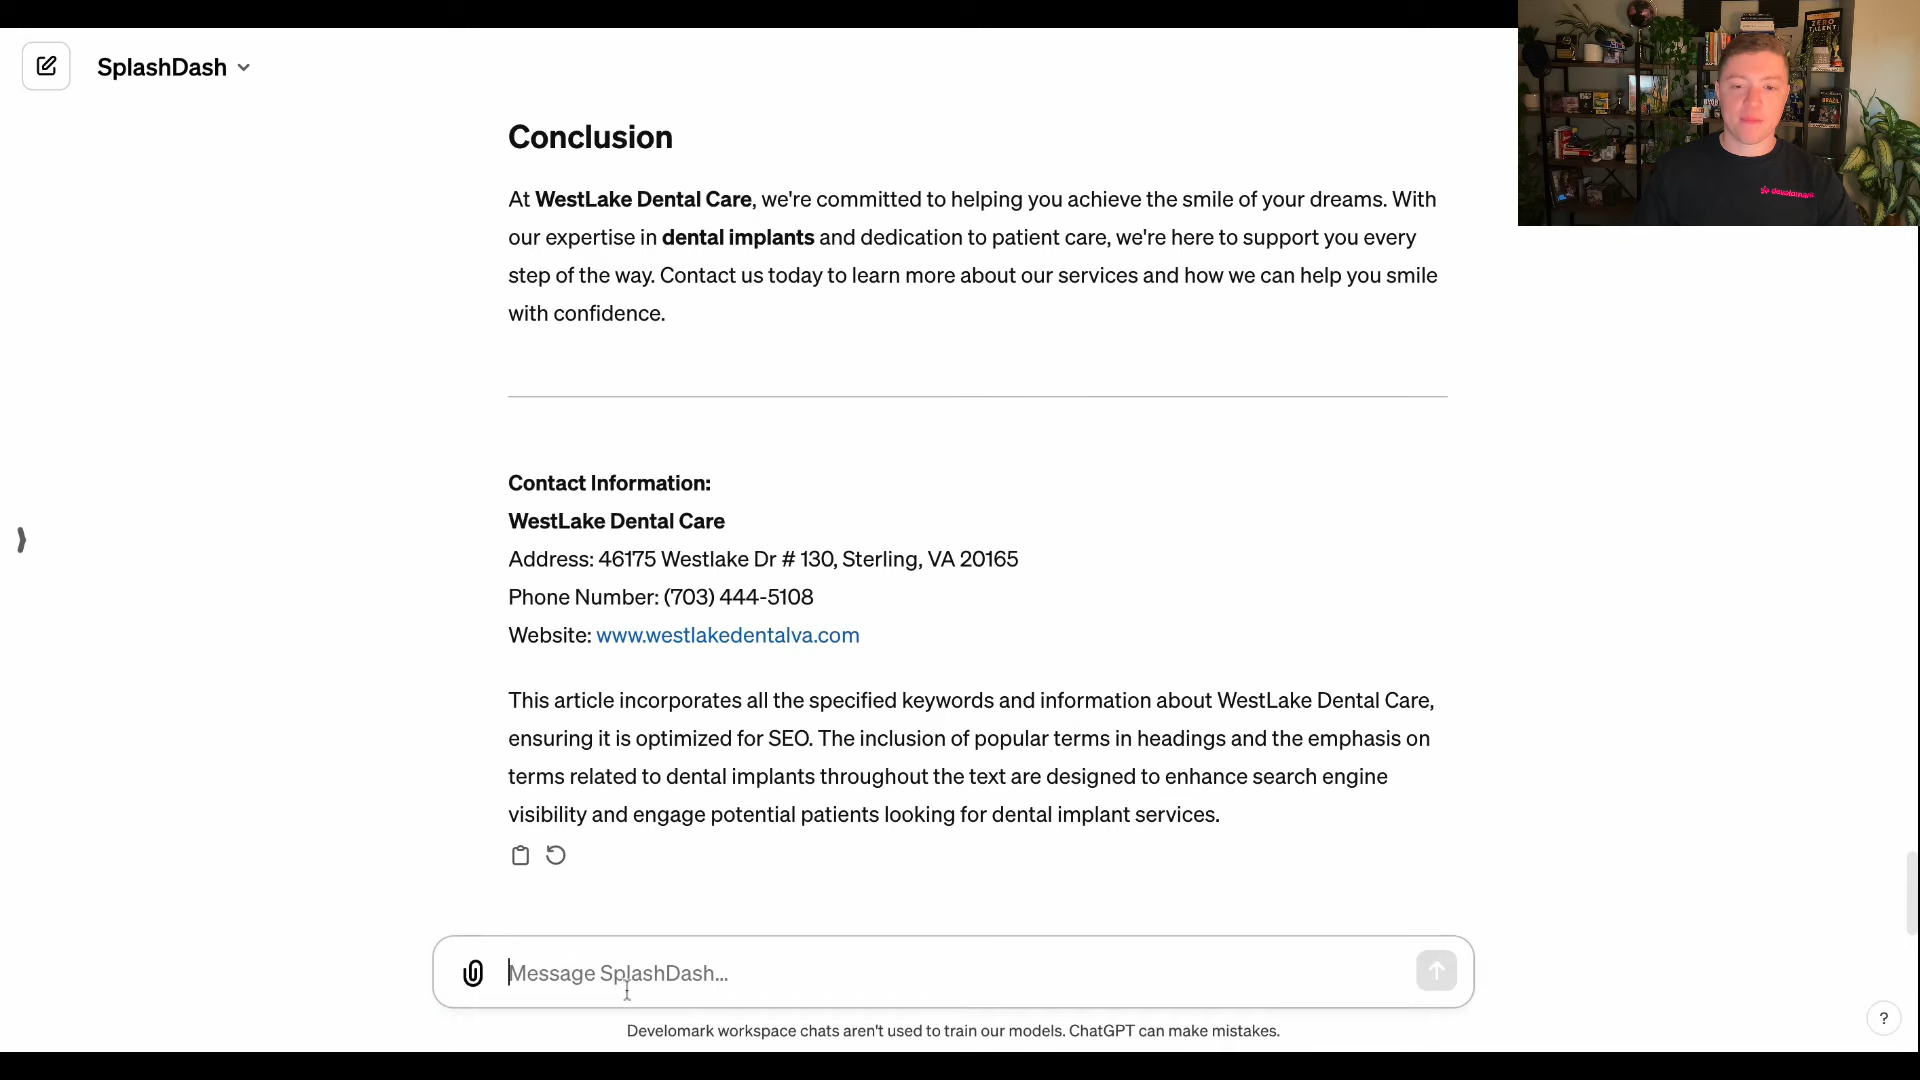 SplashDash
ZERO
TALENT
BRAZIL
develomark
Conclusion
At WestLake Dental Care, we're committed to helping you achieve the smile of your dreams. With
our expertise in dental implants and dedication to patient care, we're here to support you every
step of the way. Contact us today to learn more about our services and how we can help you smile
with confidence.
Contact Information:
WestLake Dental Care
Address: 46175 Westlake Dr # 130, Sterling, VA 20165
Phone Number: (703) 444-5108
Website: www.westlakedentalva.com
This article incorporates all the specified keywords and information about WestLake Dental Care,
ensuring it is optimized for SEO. The inclusion of popular terms in headings and the emphasis on
terms related to dental implants throughout the text are designed to enhance search engine
visibility and engage potential patients looking for dental implant services.
Message SplashDash...
Develomark workspace chats aren't used to train our models. ChatGPT can make mistakes.
?